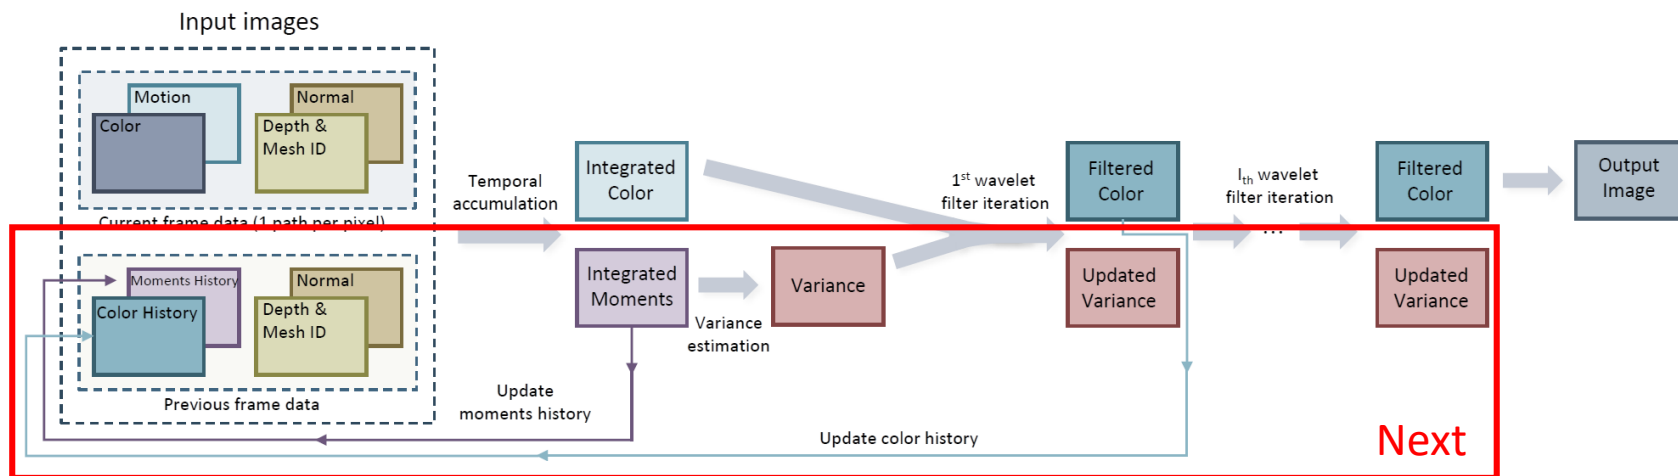 Input images
Motion
Color
Normal
Depth &
Mesh ID
Current frame data (1 path per pixel)
Moments History
Color History
Normal
Depth &
Mesh ID
Previous frame data
Temporal
accumulation
Integrated
Color
Integrated
Moments
Variance
estimation
Variance
1st wavelet
filter iteration
Filtered
Color
Updated
Variance
Ith wavelet
filter iteration
...
Filtered
Color
Updated
Variance
Output
Image
Update
moments history
Update color history
Next